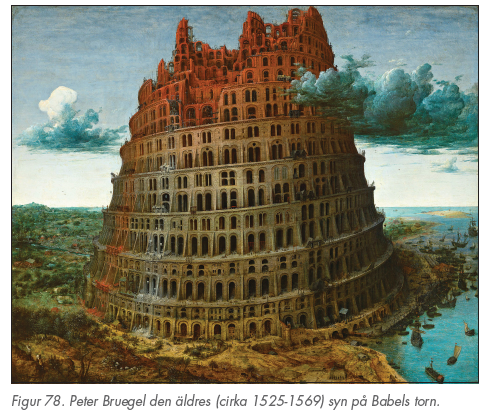 Figur 78. Peter Bruegel den äldres (cirka 1525-1569) syn på Babels torn.